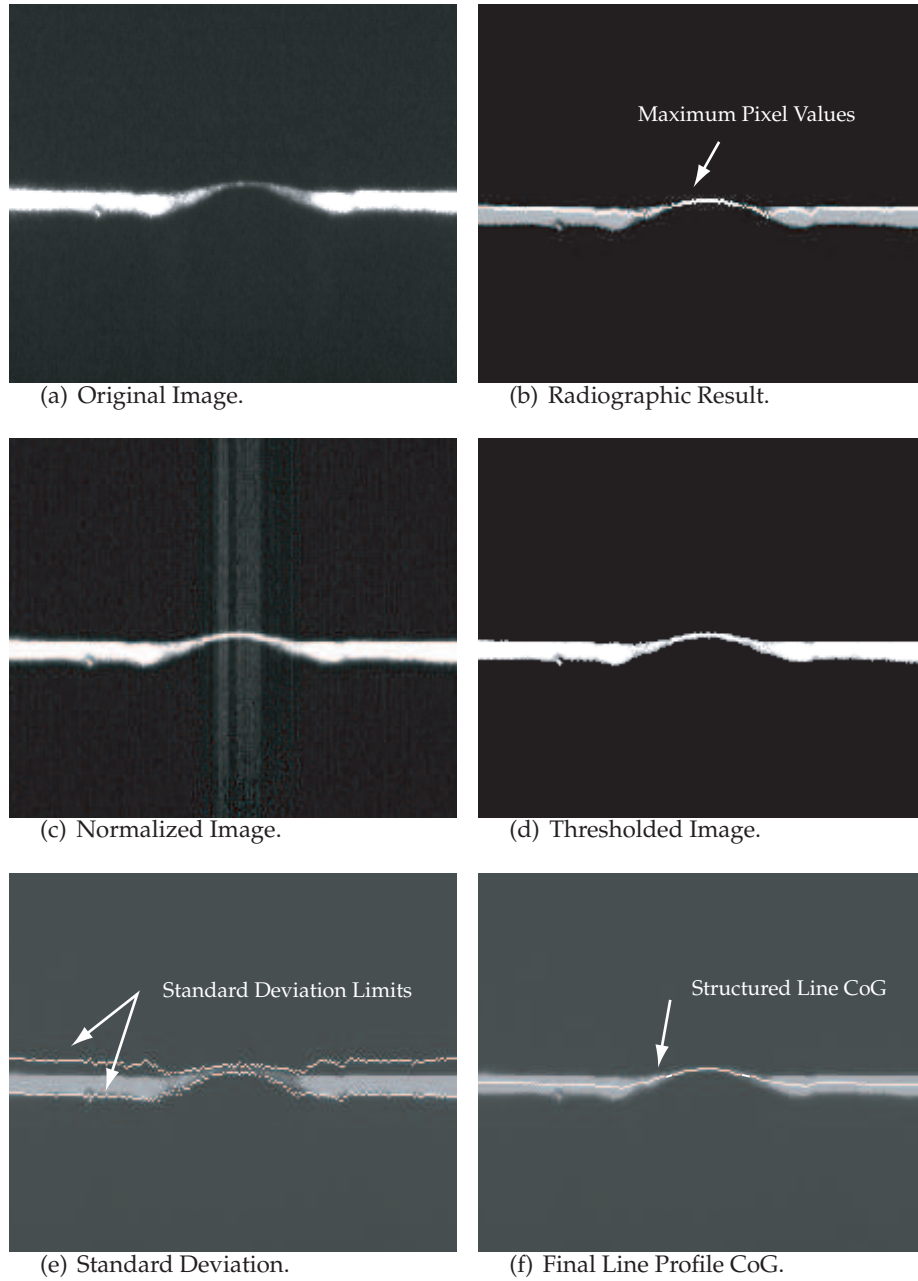 Maximum Pixel Values
(a) Original Image.
(b) Radiographic Result.
(c) Normalized Image.
(d) Thresholded Image.
Standard Deviation Limits
Structured Line CoG
(e) Standard Deviation.
(f) Final Line Profile CoG.